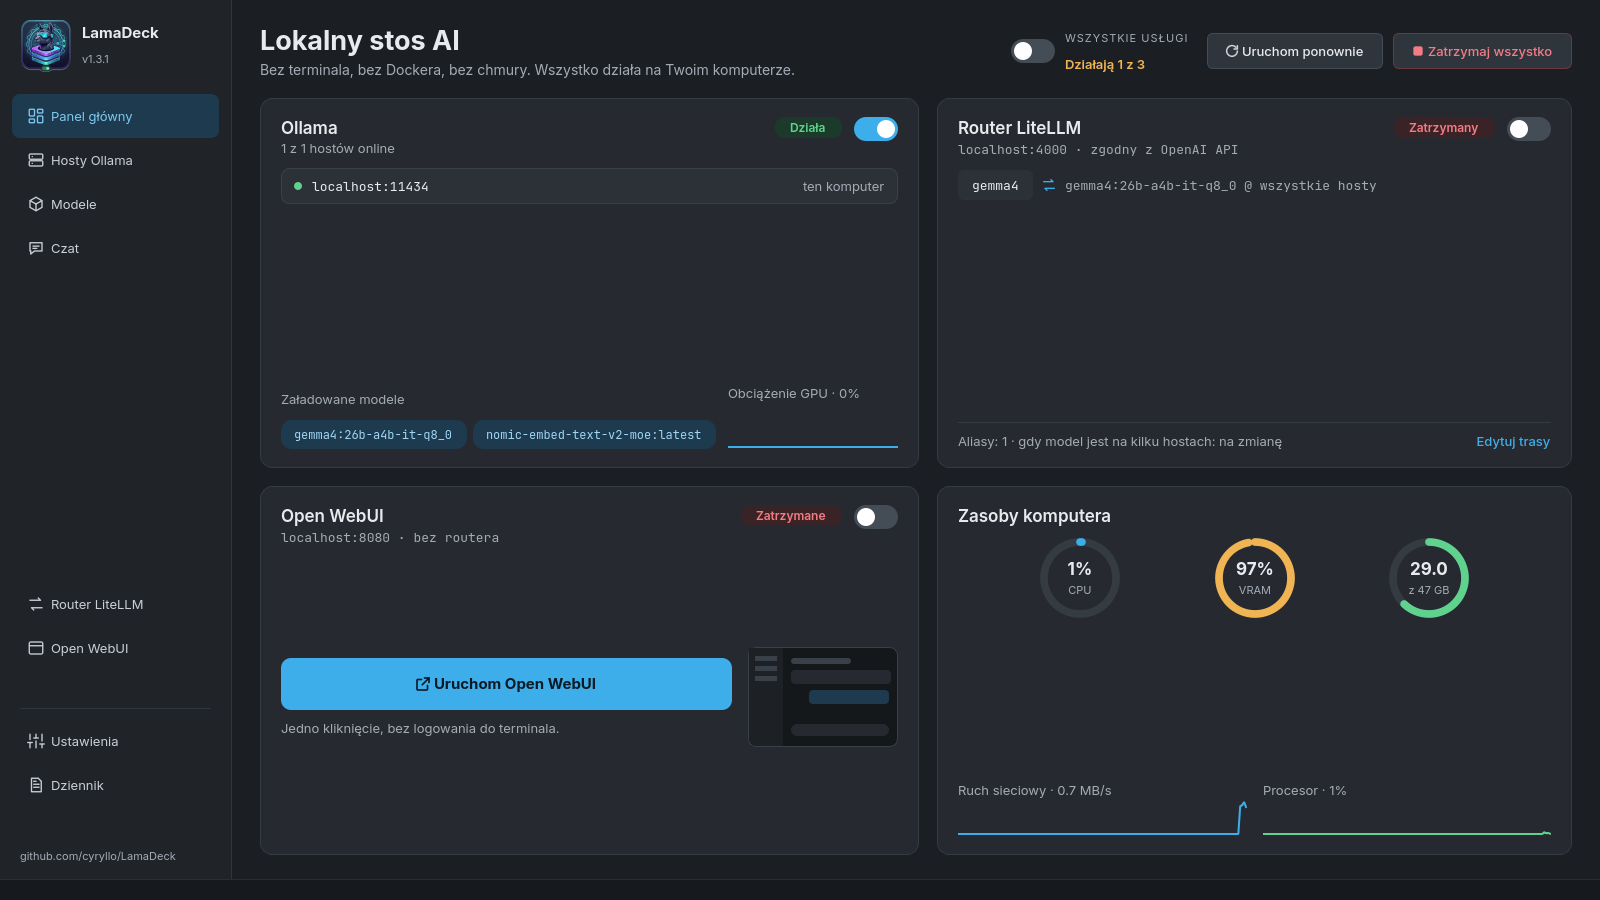 LamaDeck
v1.3.1
Panel główny
Hosty Ollama
Modele
Czat
Router LiteLLM
Open WebUI
Ustawienia
Dziennik
github.com/cyryllo/LamaDeck
Lokalny stos AI
Bez terminala, bez Dockera, bez chmury. Wszystko działa na Twoim komputerze.
WSZYSTKIE USŁUGI
Działają 1 z 3
Uruchom ponownie
Zatrzymaj wszystko
Ollama
Działa
1 z 1 hostów online
localhost:11434
ten komputer
Załadowane modele
gemma4:26b-a4b-it-q8_0
nomic-embed-text-v2-moe:latest
Obciążenie GPU · 0%
Router LiteLLM
Zatrzymany
localhost:4000 · zgodny z OpenAI API
gemma4
gemma4:26b-a4b-it-q8_0 @ wszystkie hosty
Aliasy: 1 · gdy model jest na kilku hostach: na zmianę
Edytuj trasy
Open WebUI
Zatrzymane
localhost:8080 · bez routera
Uruchom Open WebUI
Jedno kliknięcie, bez logowania do terminala.
Zasoby komputera
1%
CPU
97%
VRAM
29.0
z 47 GB
Ruch sieciowy · 0.7 MB/s
Procesor · 1%